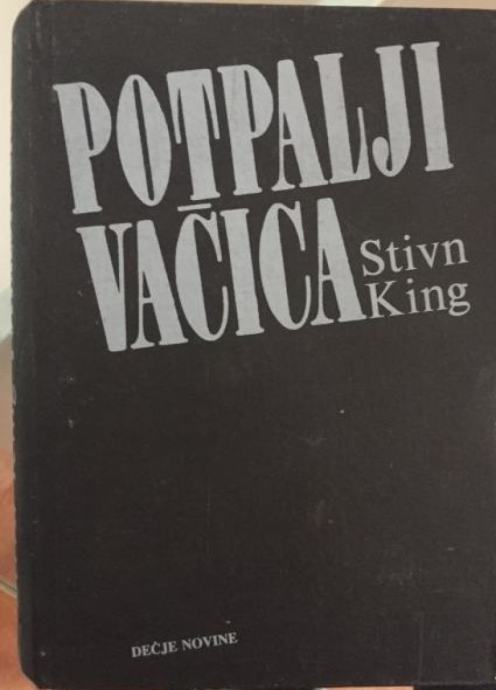 POTPALJI
VAČICA
Stivn
King
DEČJE NOVINE